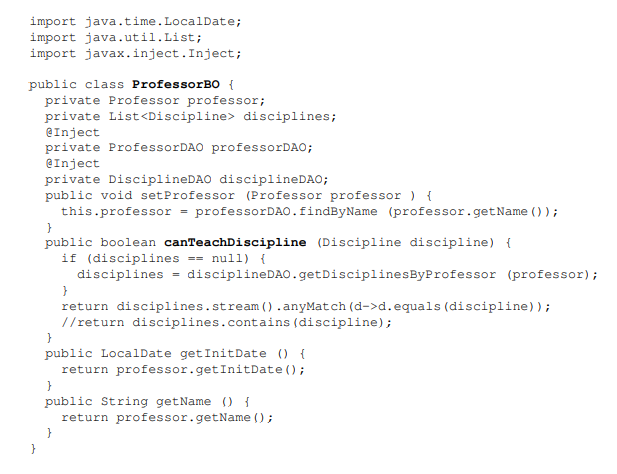 import java.time.LocalDate;
import java.util.List;
import javax.inject.Inject;
public class ProfessorBO {
private Professor professor;
private List<Discipline> disciplines;
@Inject
private ProfessorDAO professorDAO;
@Inject
private DisciplineDAO disciplineDAO;
public void setProfessor (Professor professor ) {
this.professor = professorDAO.findByName (professor.getName());
}
public boolean canTeachDiscipline (Discipline discipline) {
if (disciplines == null) {
disciplines = disciplineDAO.getDisciplinesByProfessor (professor);
}
return disciplines.stream().anyMatch(d->d.equals(discipline));
//return disciplines.contains(discipline);
}
public LocalDate getInitDate () {
return professor.getInitDate();
}
public String getName () {
return professor.getName();
}
}